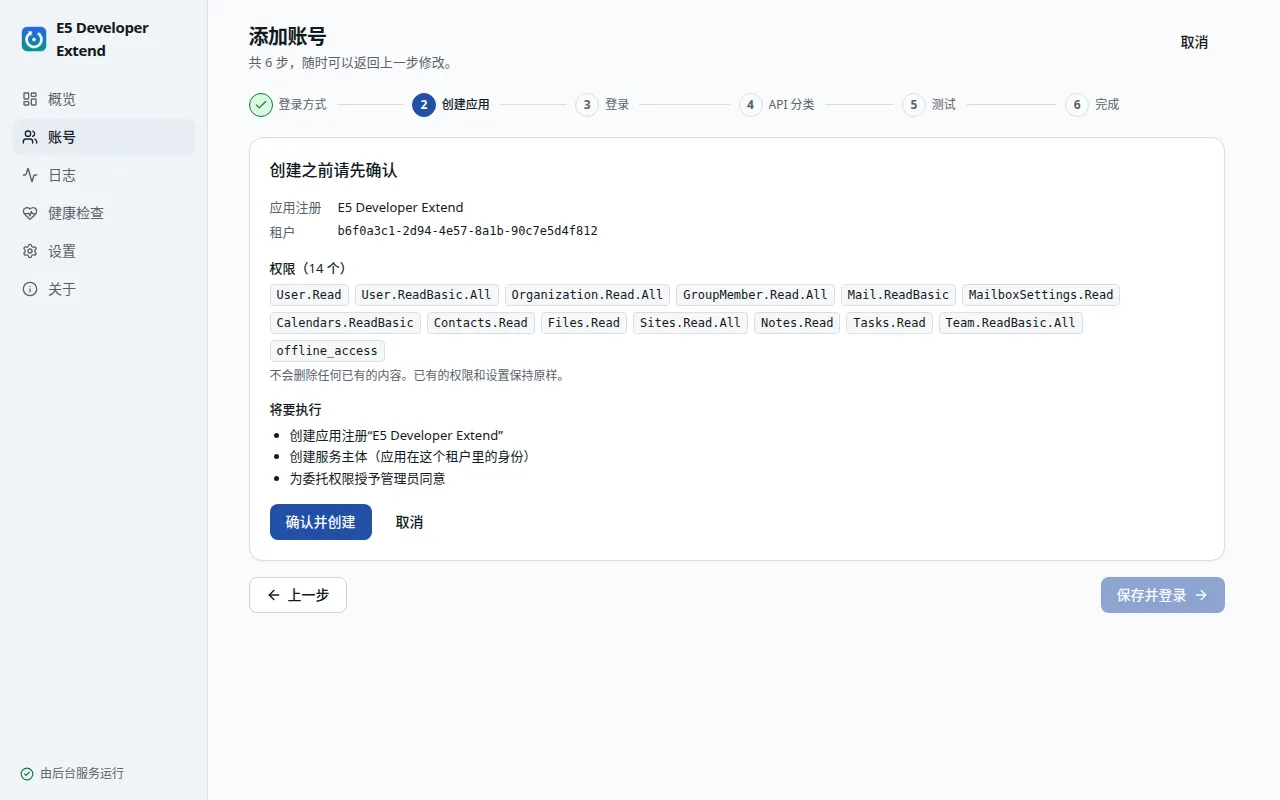 E5 Developer
Extend
概览
账号
日志
健康检查
设置
关于
由后台服务运行
添加账号
取消
共 6 步，随时可以返回上一步修改。
登录方式
2 创建应用
3 登录
4 API 分类
5 测试
6 完成
创建之前请先确认
应用注册 E5 Developer Extend
租户 b6f0a3c1-2d94-4e57-8a1b-90c7e5d4f812
权限（14 个）
User.Read User.ReadBasic.All Organization.Read.All GroupMember.Read.All Mail.ReadBasic MailboxSettings.Read
Calendars.ReadBasic Contacts.Read Files.Read Sites.Read.All Notes.Read Tasks.Read Team.ReadBasic.All
offline_access
不会删除任何已有的内容。已有的权限和设置保持原样。
将要执行
• 创建应用注册“E5 Developer Extend”
• 创建服务主体（应用在这个租户里的身份）
• 为委托权限授予管理员同意
确认并创建 取消
← 上一步
保存并登录 →